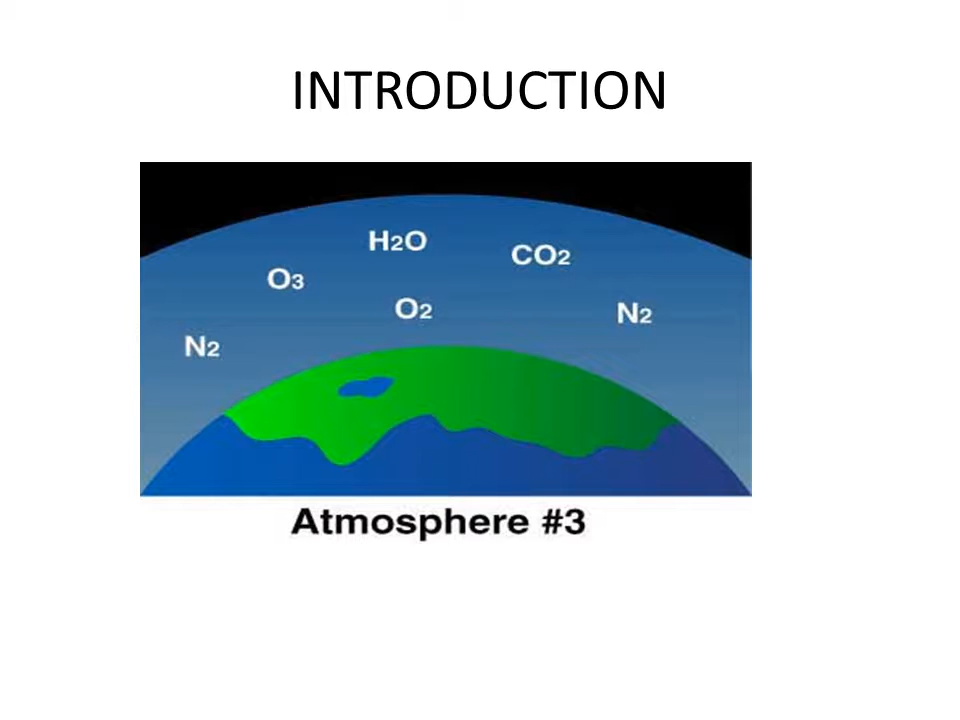 INTRODUCTION
H2O
CO2
O3
O2
N2
N2
Atmosphere #3